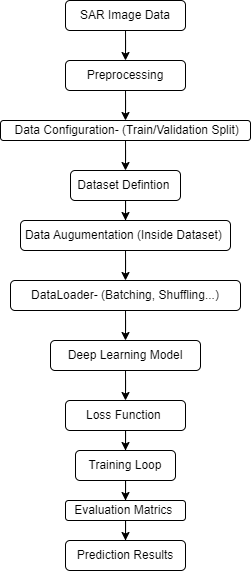 SAR Image Data
Preprocessing
Data Configuration- (Train/Validation Split)
Dataset Defintion
Data Augumentation (Inside Dataset)
DataLoader- (Batching, Shuffling...)
Deep Learning Model
Loss Function
Training Loop
Evaluation Matrics
Prediction Results